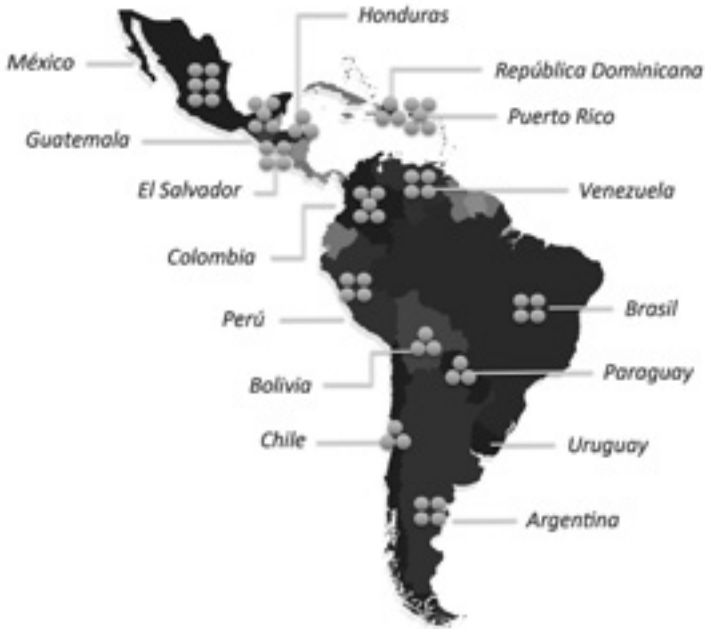 Honduras
México
República Dominicana
Puerto Rico
Guatemala
El Salvador
Venezuela
Colombia
Perú
Brasil
Bolivia
Paraguay
Chile
Uruguay
Argentina